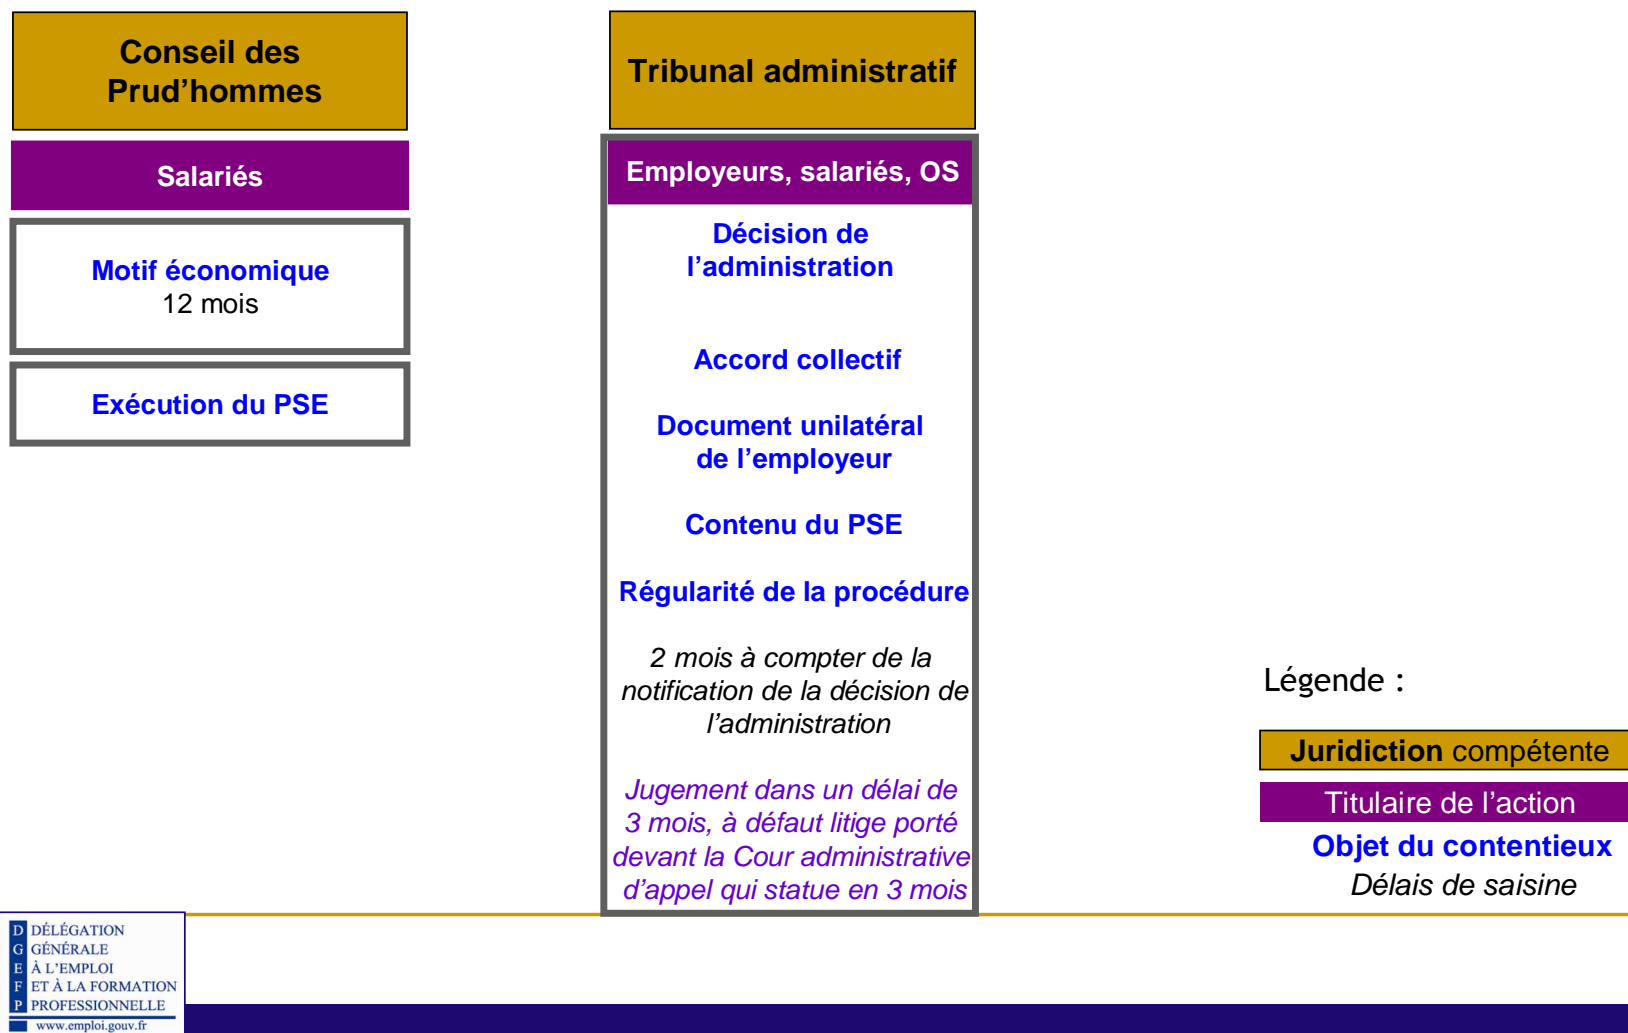 Conseil des
Prud’hommes
Salariés
Motif économique
12 mois
Exécution du PSE
Tribunal administratif
Employeurs, salariés, OS
Décision de
l’administration
Accord collectif
Document unilatéral
de l’employeur
Contenu du PSE
Régularité de la procédure
2 mois à compter de la
notification de la décision de
l’administration
Jugement dans un délai de
3 mois, à défaut litige porté
devant la Cour administrative
d’appel qui statue en 3 mois
Légende :
Juridiction compétente
Titulaire de l’action
Objet du contentieux
Délais de saisine
D DÉLÉGATION
G GÉNÉRALE
E À L’EMPLOI
F ET À LA FORMATION
P PROFESSIONNELLE
www.emploi.gouv.fr